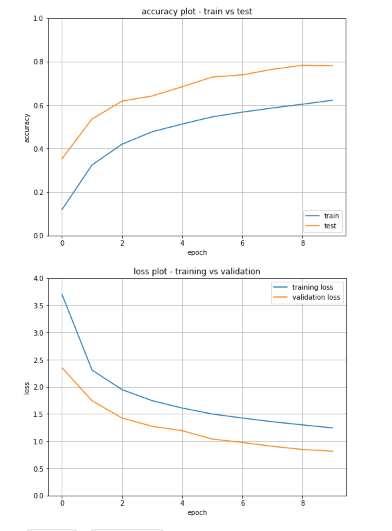 accuracy plot - train vs test
1.0
0.8
0.6
0.4
0.2
0.0
accuracy
0 2 4 6 8
epoch
train
test
loss plot - training vs validation
4.0
3.5
3.0
2.5
2.0
1.5
1.0
0.5
0.0
loss
0 2 4 6 8
epoch
training loss
validation loss